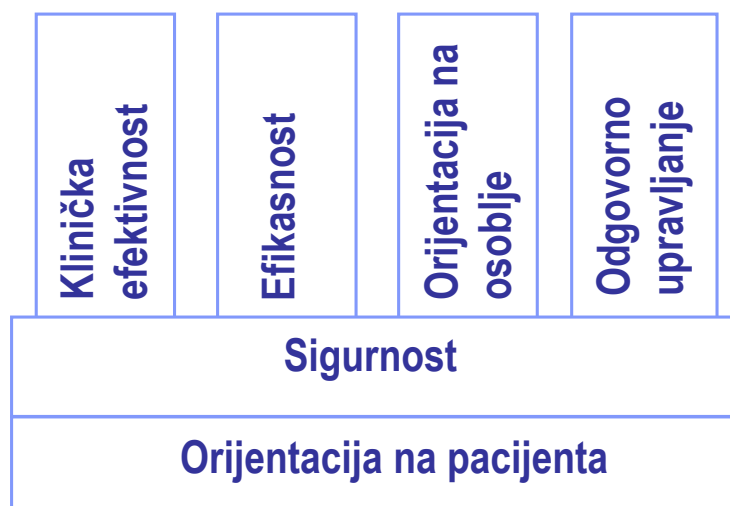 Klinička
efektivnost
Efikasnost
Orijentacija na
osoblje
Odgovorno
upravljanje
Sigurnost
Orijentacija na pacijenta